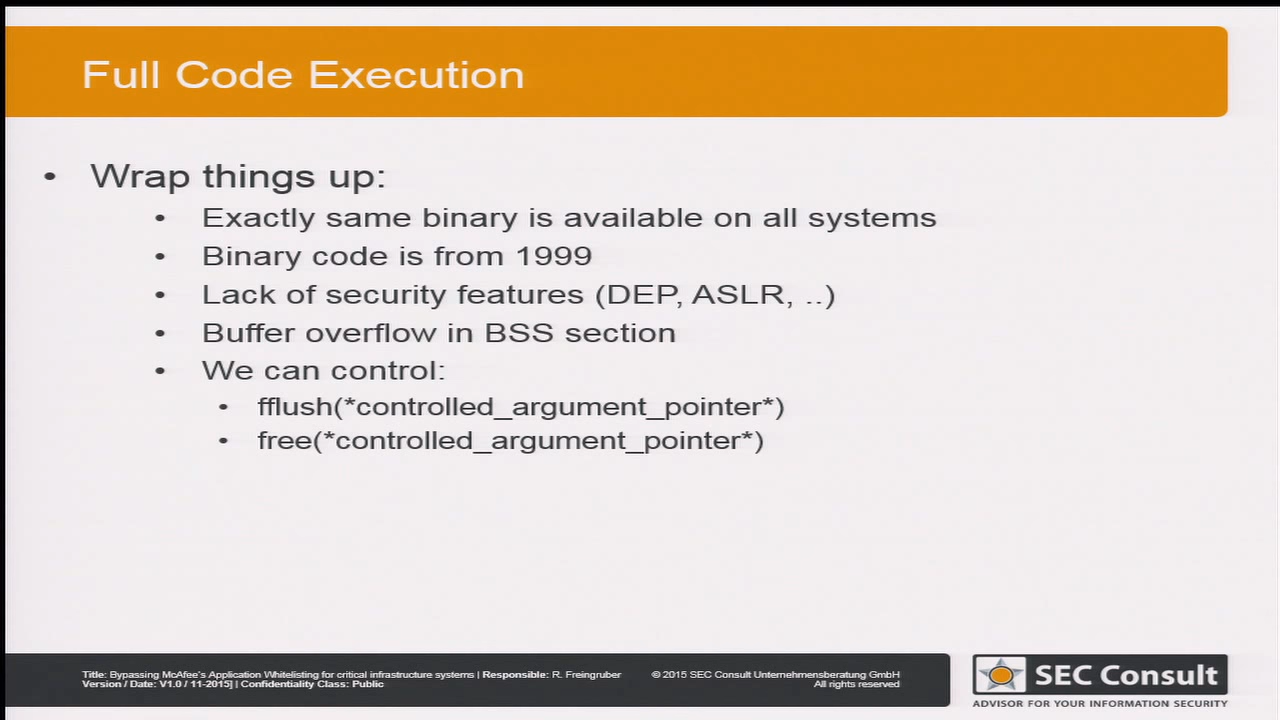 Full Code Execution
• Wrap things up:
• Exactly same binary is available on all systems
• Binary code is from 1999
• Lack of security features (DEP, ASLR, ..)
• Buffer overflow in BSS section
• We can control:
• fflush(*controlled_argument_pointer*)
• free(*controlled_argument_pointer*)
Title: Bypassing McAfee's Application Whitelisting for critical infrastructure systems | Responsible: R. Freingruber
Version / Date: V1.0 / 11-2015] | Confidentiality Class: Public
© 2015 SEC Consult Unternehmensberatung GmbH
All rights reserved
SEC Consult
ADVISOR FOR YOUR INFORMATION SECURITY